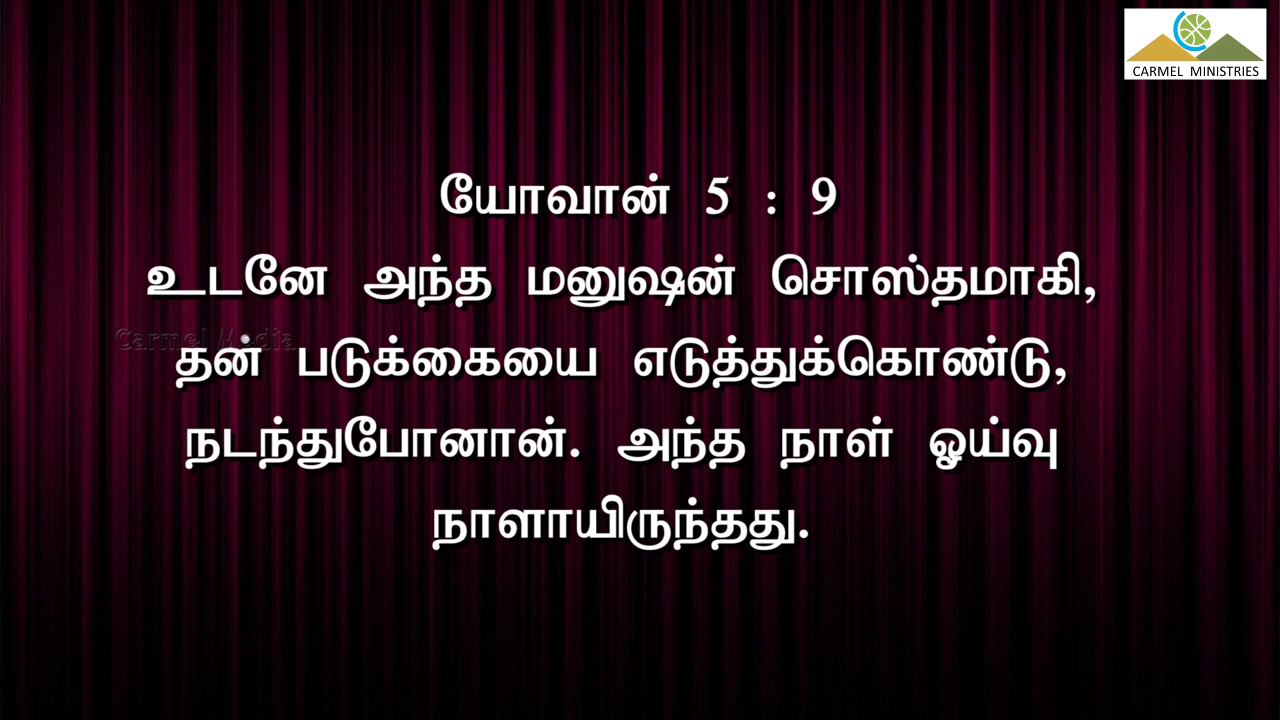 CARMEL MINISTRIES
யோவான் 5 : 9
உடனே அந்த மனுஷன் சொஸ்தமாகி,
Carmel Media
தன் படுக்கையை எடுத்துக்கொண்டு,
நடந்துபோனான். அந்த நாள் ஓய்வு
நாளாயிருந்தது.